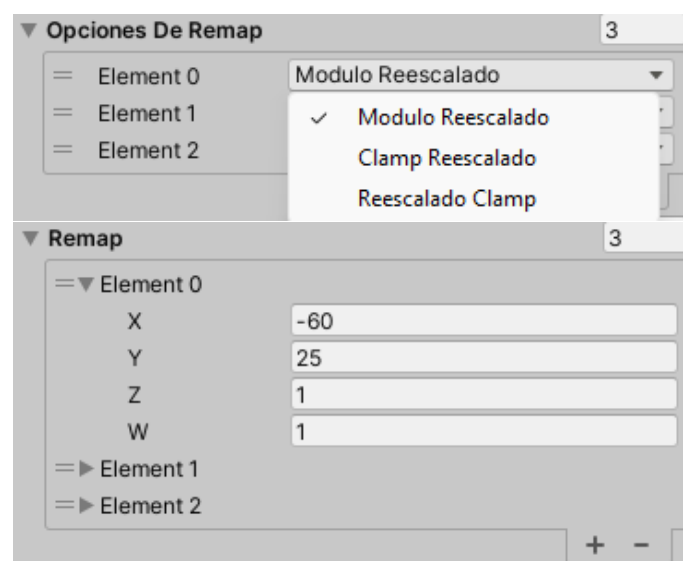 Opciones De Remap 3
Element 0 Modulo Reescalado
Element 1 Modulo Reescalado
Element 2 Clamp Reescalado
Reescalado Clamp
Remap 3
Element 0
X -60
Y 25
Z 1
W 1
Element 1
Element 2